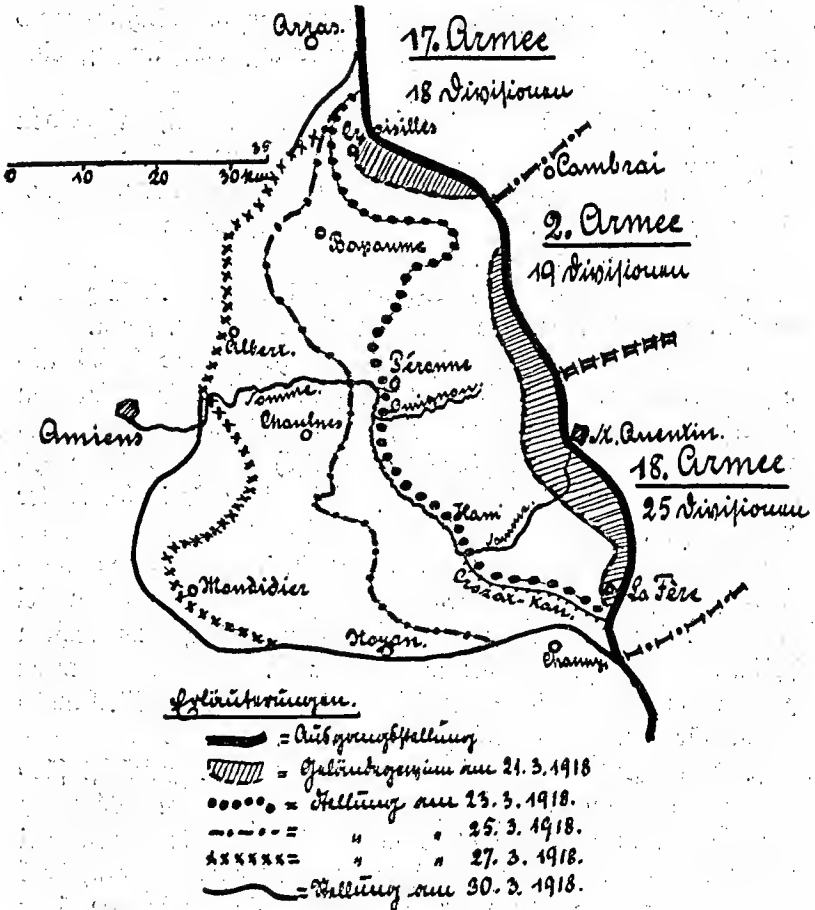 Arras.
17. Armee
18 Divisionen
Croisilles
35
0 10 20 30 Km
Cambrai
2. Armee
19 Divisionen
Bapaume
Albert.
Péronne
Somme.
Omignon.
Chaulnes
Amiens
St. Quentin.
18. Armee
25 Divisionen
Ham
Somme.
Crozat-Kan.
La Fère
Mondidier
Noyon.
Chauny.
Erläuterungen.
= Ausgangsstellung
= Geländegewinn am 21.3.1918
= Stellung am 23.3.1918.
= " " 25.3.1918.
= " " 27.3.1918.
= Stellung am 30.3.1918.